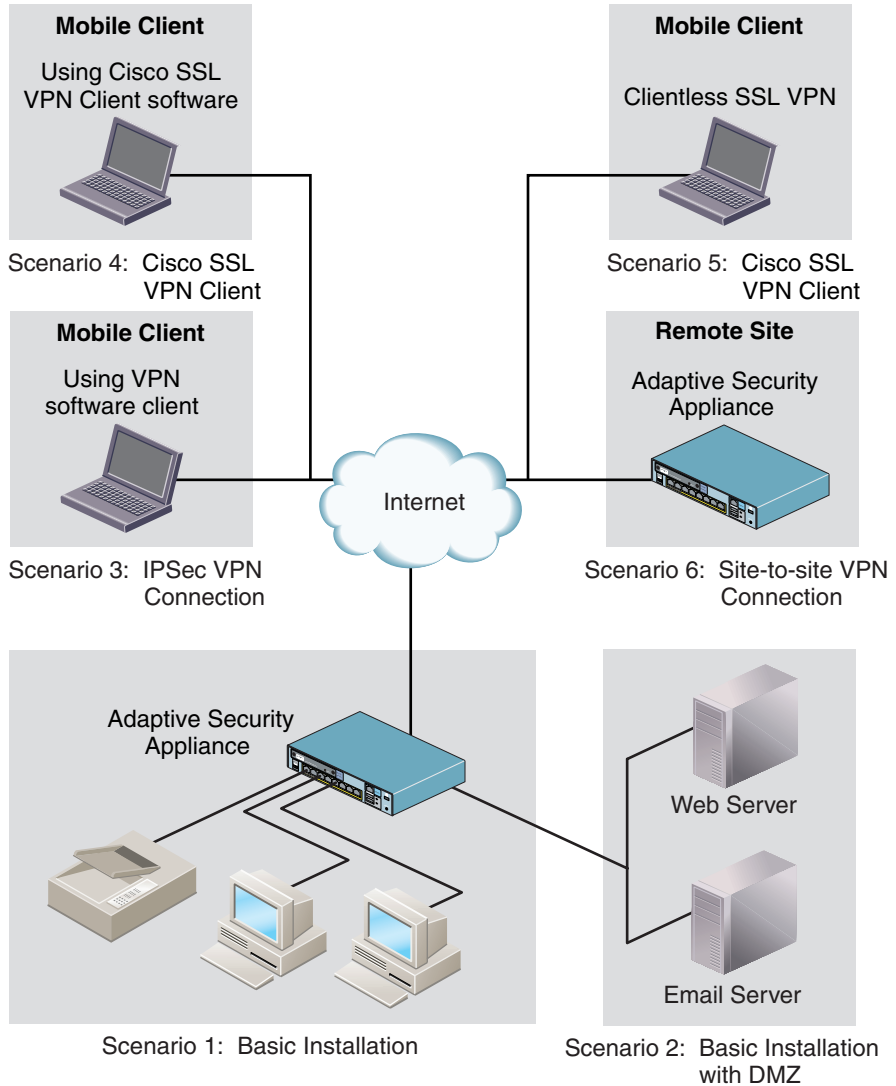 Mobile Client
Using Cisco SSL
VPN Client software
Scenario 4: Cisco SSL
VPN Client
Mobile Client
Clientless SSL VPN
Scenario 5: Cisco SSL
VPN Client
Mobile Client
Using VPN
software client
Scenario 3: IPSec VPN
Connection
Internet
Remote Site
Adaptive Security
Appliance
Scenario 6: Site-to-site VPN
Connection
Adaptive Security
Appliance
Scenario 1: Basic Installation
Web Server
Email Server
Scenario 2: Basic Installation
with DMZ